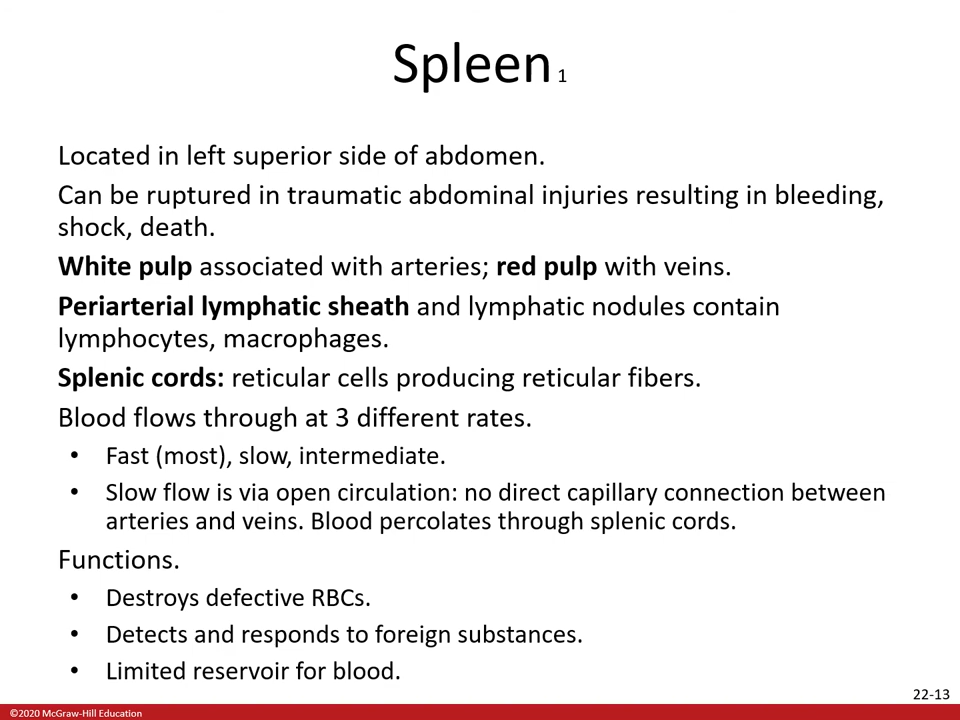 Spleen 1
Located in left superior side of abdomen.
Can be ruptured in traumatic abdominal injuries resulting in bleeding,
shock, death.
White pulp associated with arteries; red pulp with veins.
Periarterial lymphatic sheath and lymphatic nodules contain
lymphocytes, macrophages.
Splenic cords: reticular cells producing reticular fibers.
Blood flows through at 3 different rates.
• Fast (most), slow, intermediate.
• Slow flow is via open circulation: no direct capillary connection between
arteries and veins. Blood percolates through splenic cords.
Functions.
• Destroys defective RBCs.
• Detects and responds to foreign substances.
• Limited reservoir for blood.
22-13
©2020 McGraw-Hill Education